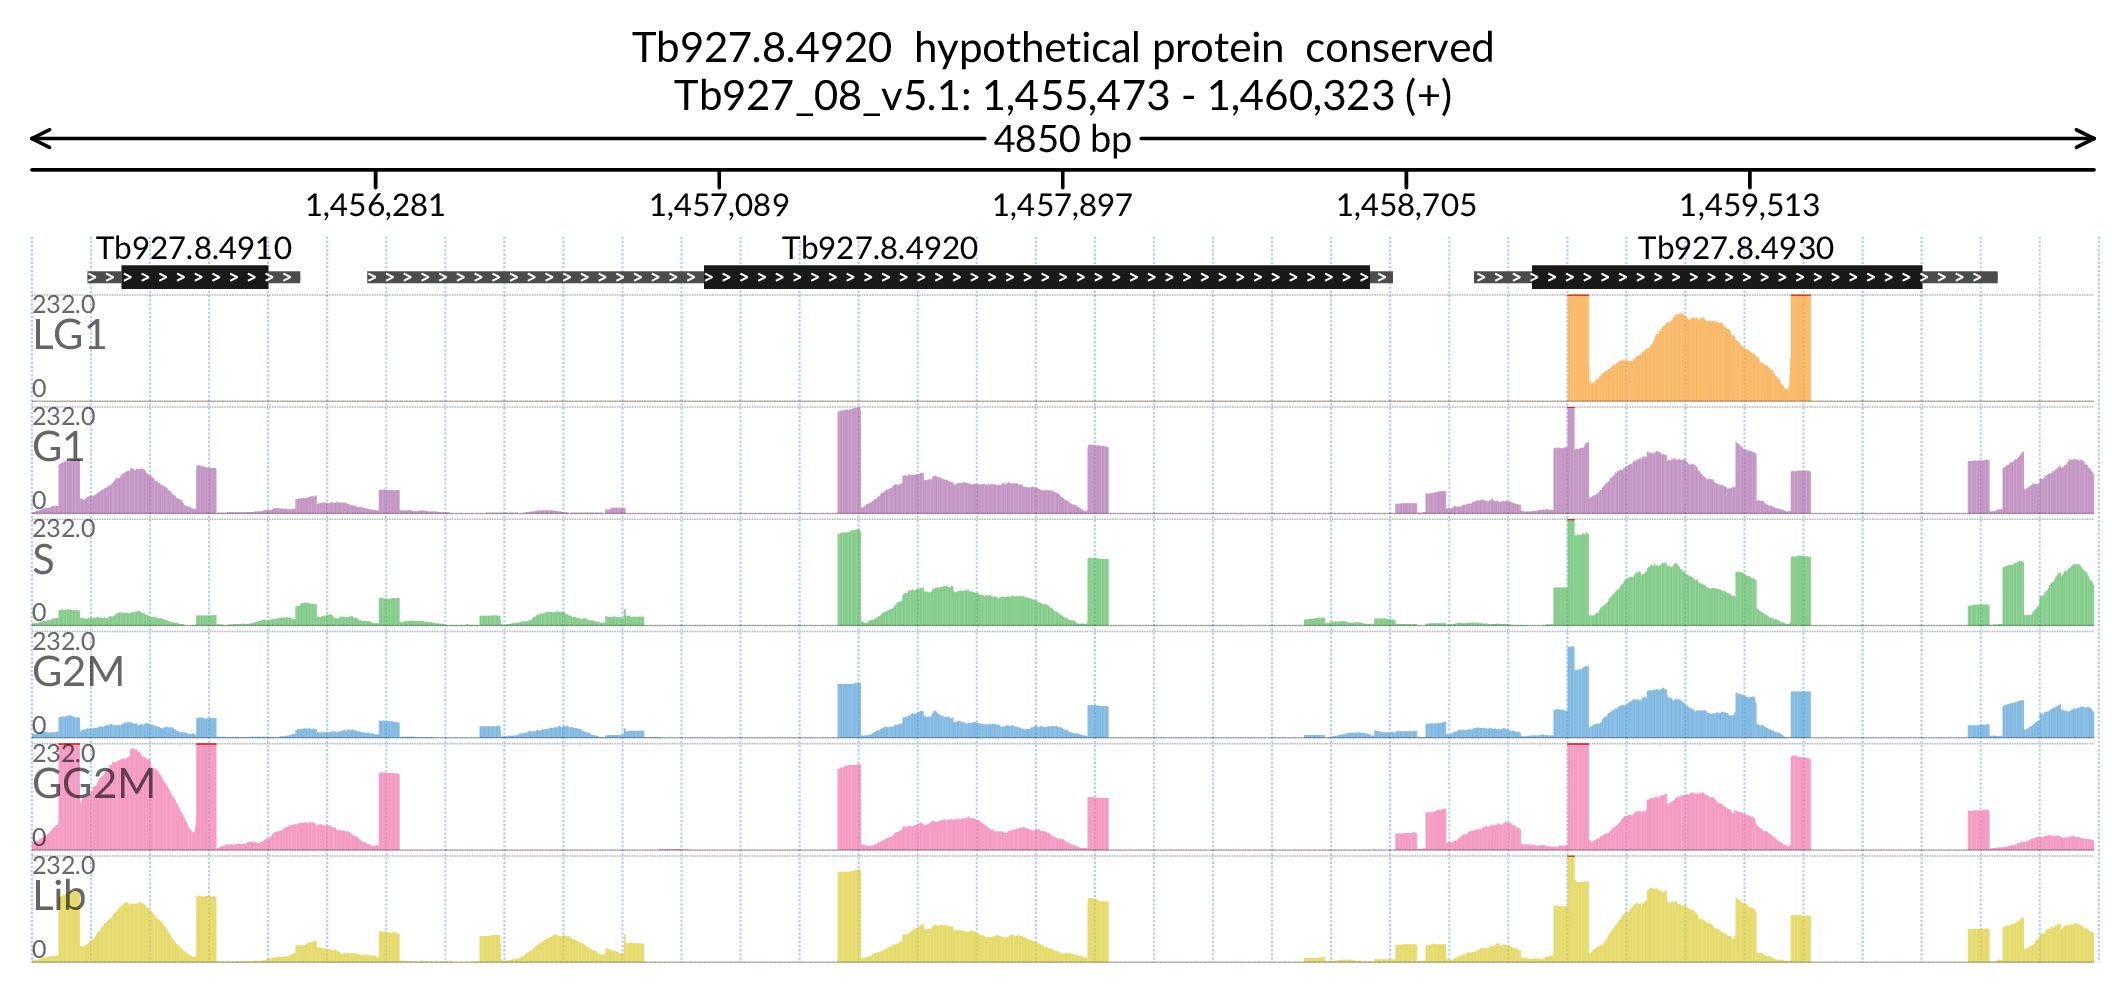 Tb927.8.4920  hypothetical protein  conserved
Tb927_08_v5.1: 1,455,473 - 1,460,323 (+)
4850 bp
1,456,281 1,457,089 1,457,897 1,458,705 1,459,513
Tb927.8.4910 Tb927.8.4920 Tb927.8.4930
232.0
LG1
0
232.0
G1
0
232.0
S
0
232.0
G2M
0
232.0
GG2M
0
232.0
Lib
0